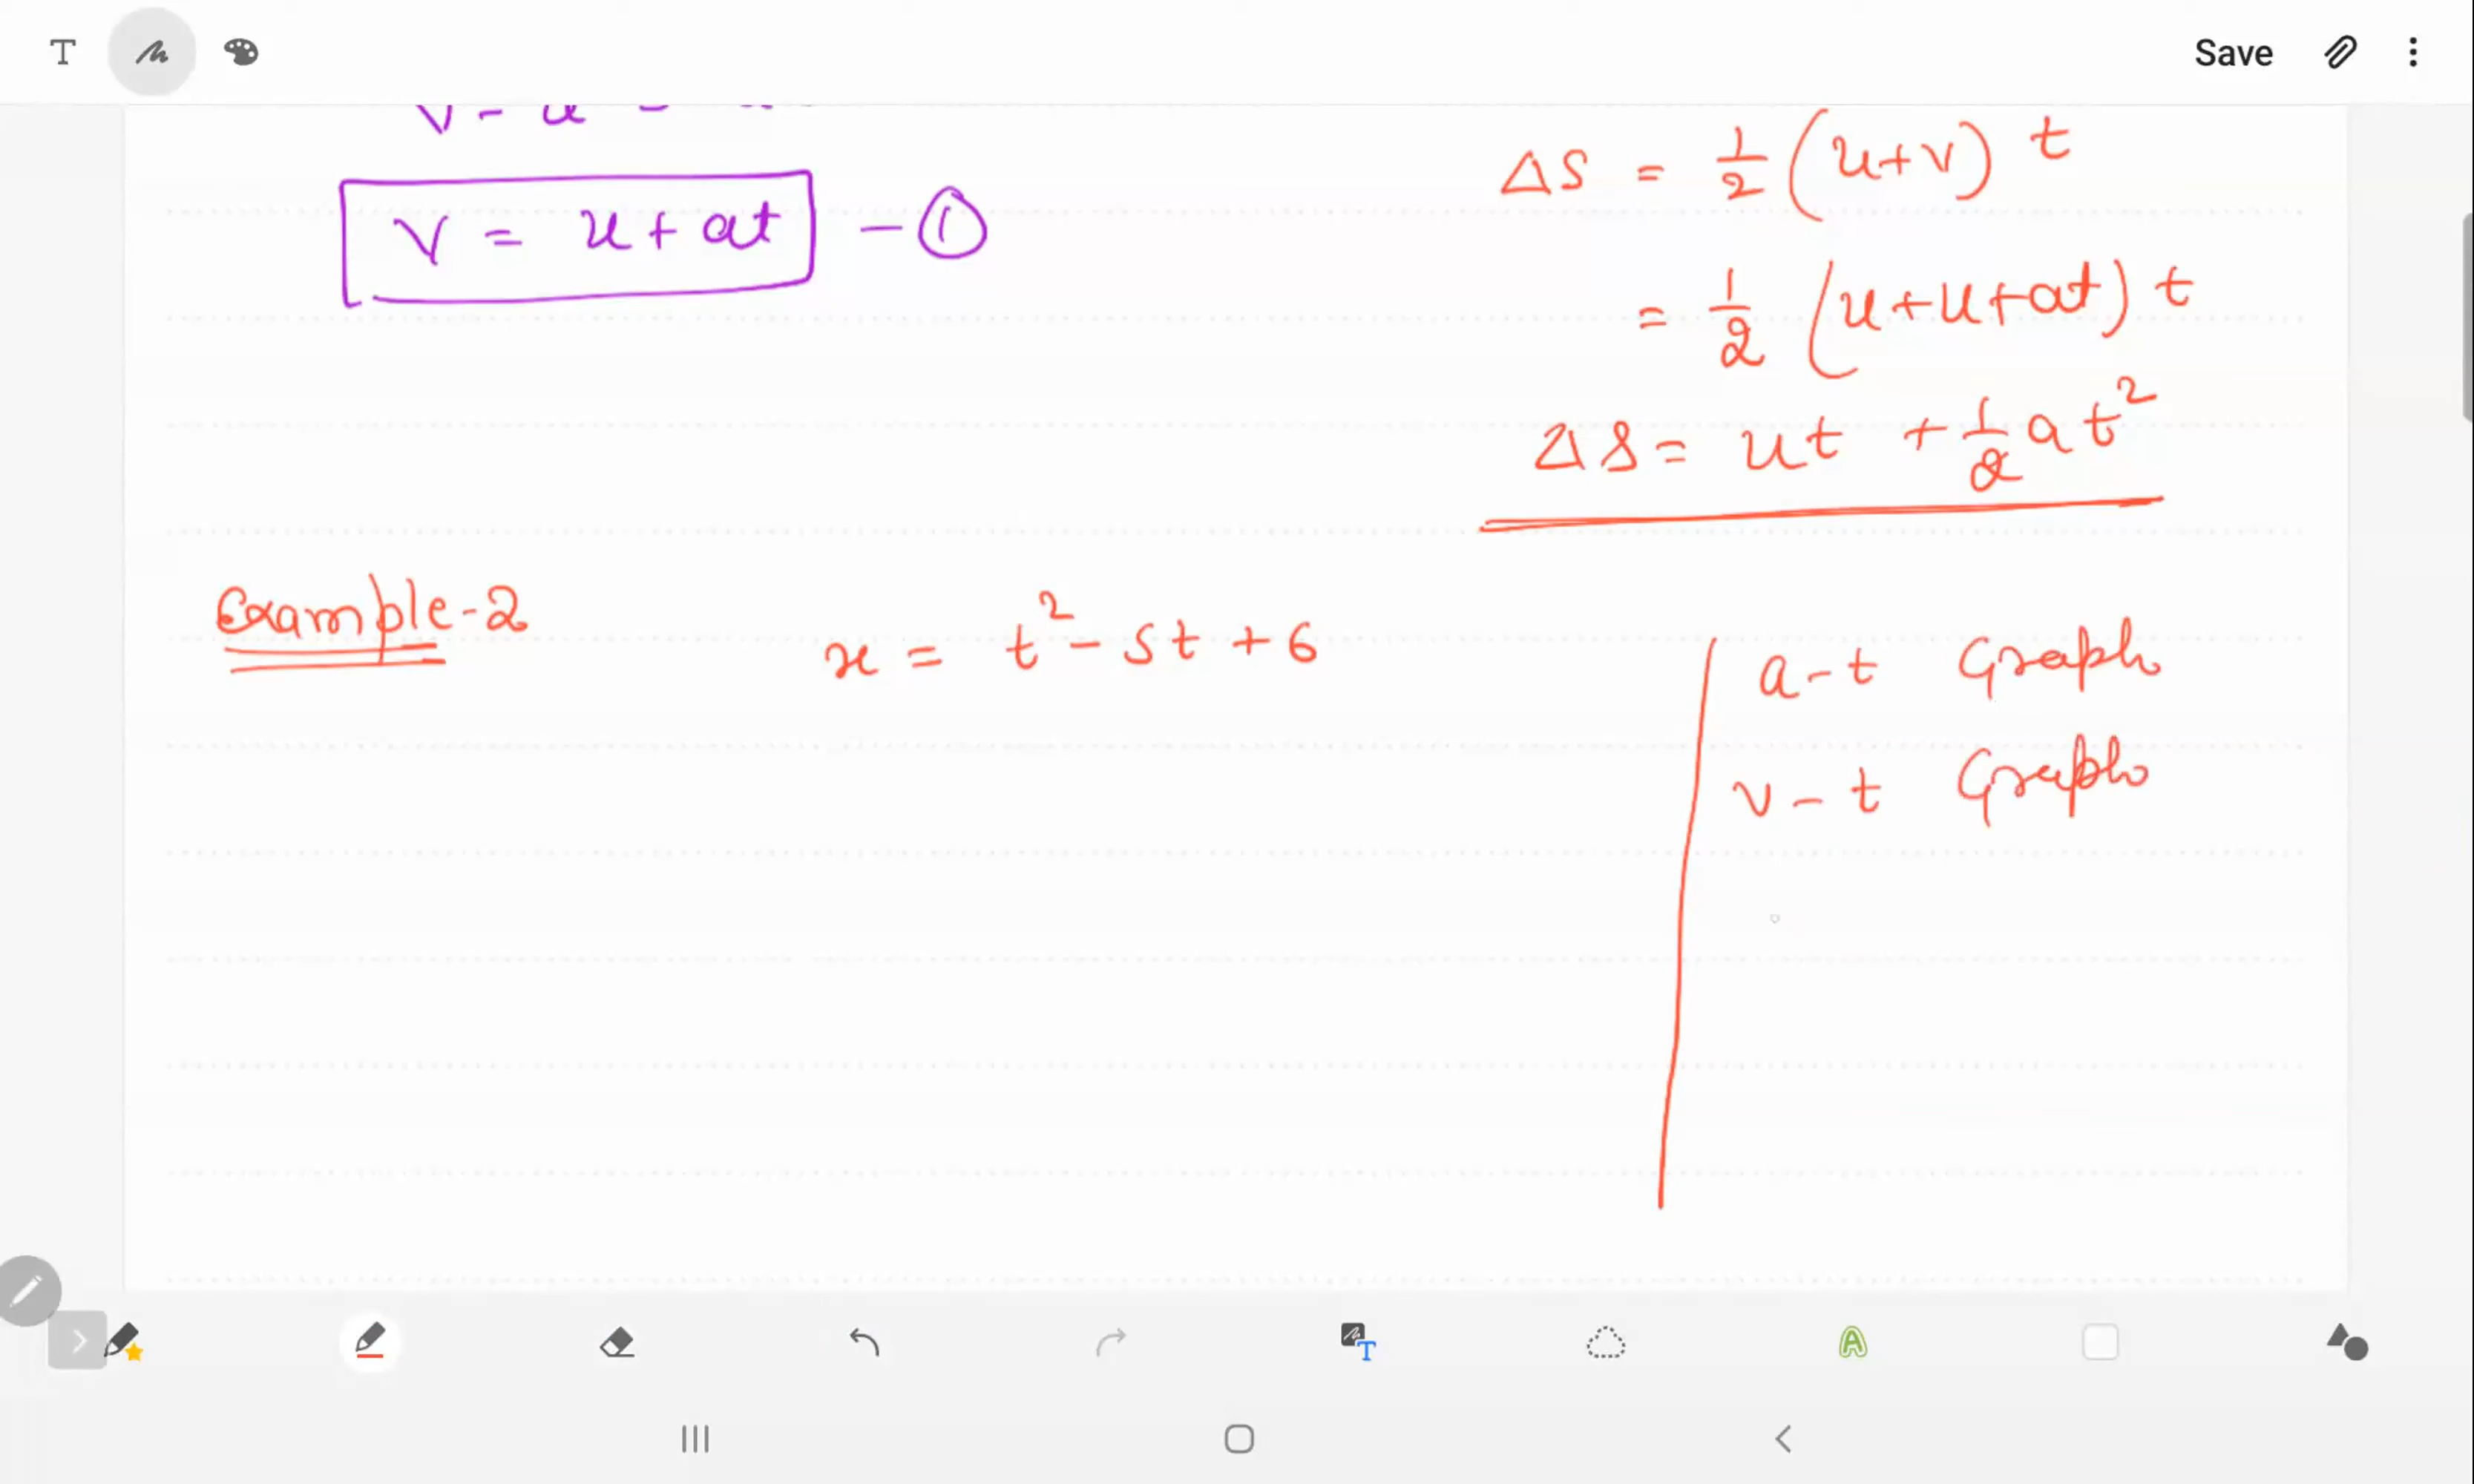 Save
V - u =
V = u + at - ①
ΔS = 1/2 (u+v) t
= 1/2 (u+u+at) t
Δs = ut + 1/2 at²
Example-2
x = t² - 5t + 6
a-t Graph
v-t Graph